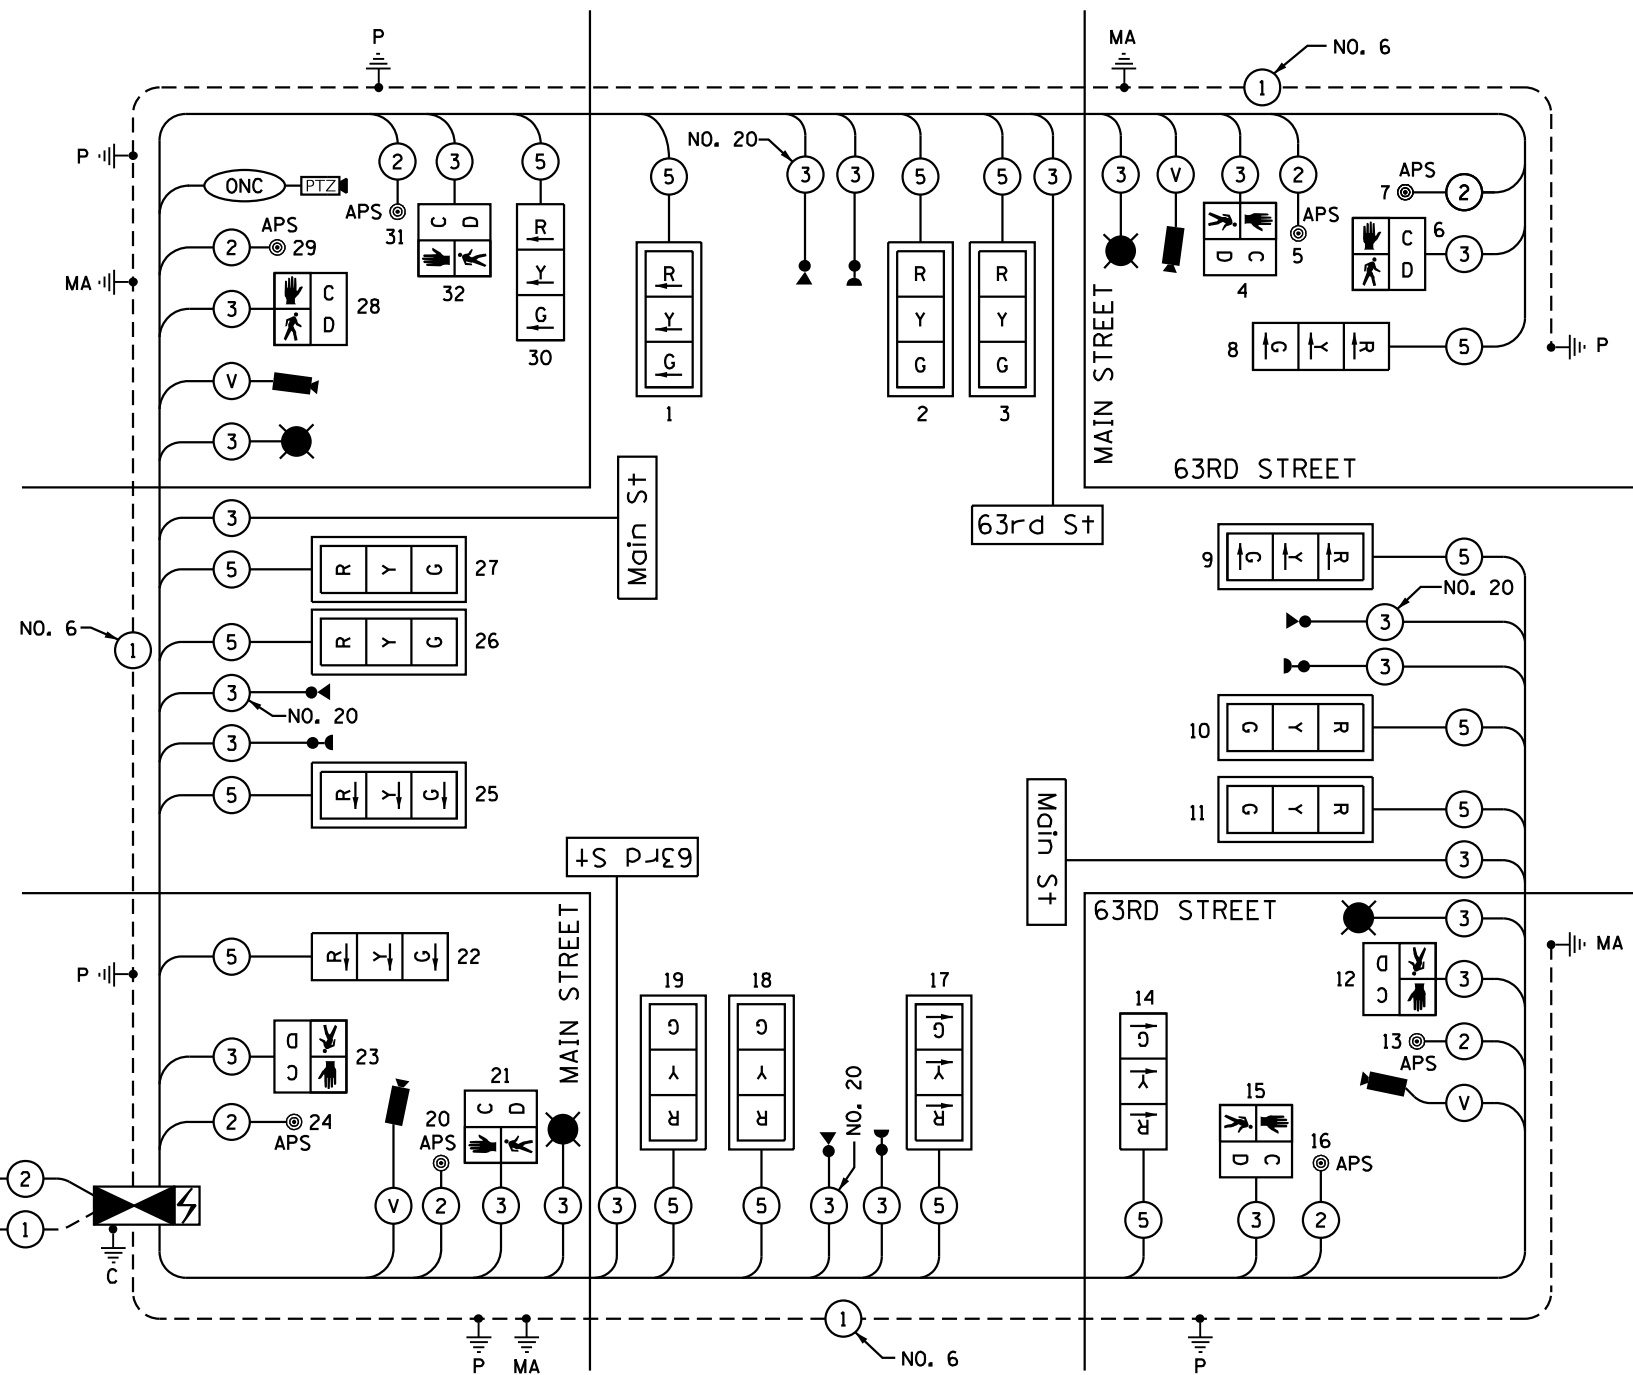 P
MA
NO. 6
1
P
2
3
5
5
NO. 20
3
3
5
5
3
3
V
3
2
APS
7
2
ONC
PTZ
APS
31
C D
32
R
Y
G
30
APS
5
D C
4
C
D
6
3
APS
2
29
MA
3
C
D
28
R
Y
G
1
R
Y
G
2
R
Y
G
3
MAIN STREET
G Y R
8
5
P
V
3
63RD STREET
3
Main St
63rd St
5
R Y G
27
9
G Y R
5
NO. 20
3
NO. 6
1
5
R Y G
26
3
3
NO. 20
3
10
G Y R
5
5
R Y G
25
11
G Y R
5
Main St
3
63rd St
MAIN STREET
63RD STREET
3
5
R Y G
22
P
MA
12
D
C
3
19
18
17
14
G
Y
R
G
Y
R
G
Y
R
G
Y
R
3
D
C
23
13
APS
2
2
24
APS
V
20
APS
21
C D
NO. 20
15
D C
16
APS
2
1
C
V
2
3
3
3
5
5
3
3
5
5
3
2
P
MA
1
NO. 6
P